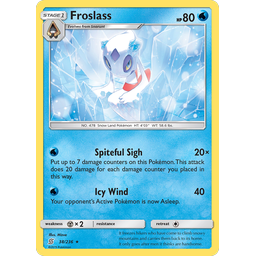 STAGE 1
Froslass
HP80
Evolves from Snorunt
NO. 478 Snow Land Pokémon HT: 4'03" WT: 58.6 lbs.
Spiteful Sigh 20×
Put up to 7 damage counters on this Pokémon. This attack
does 20 damage for each damage counter you placed in
this way.
Icy Wind 40
Your opponent's Active Pokémon is now Asleep.
weakness ×2 resistance retreat
38/236